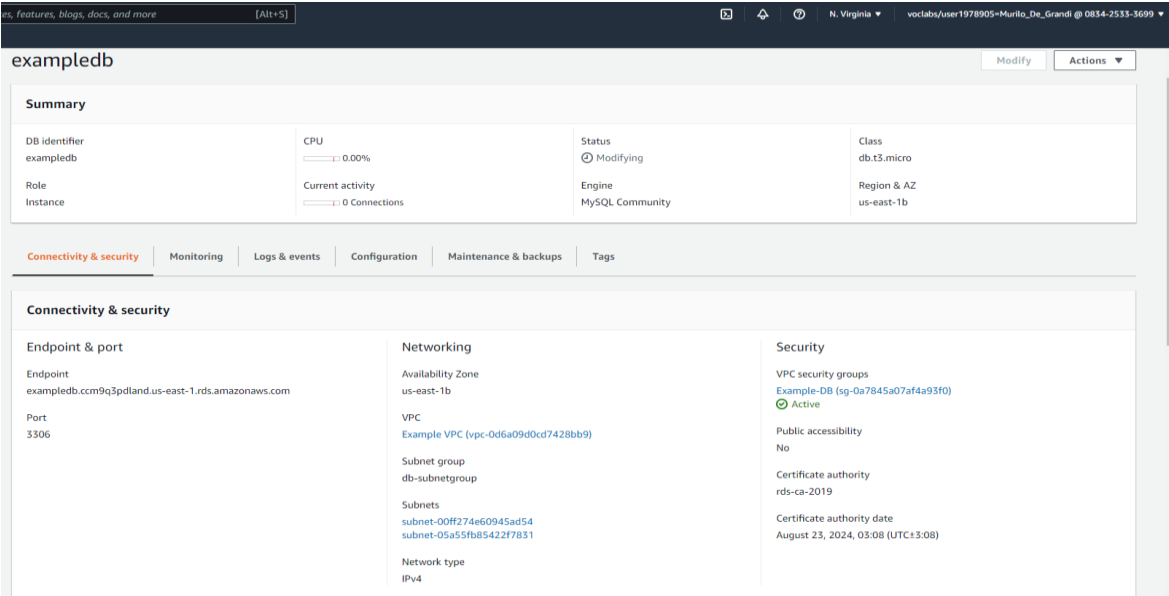 es, features, blogs, docs, and more [Alt+S] N. Virginia ▼ voclabs/user1978905=Murilo_De_Grandi @ 0834-2533-3699 ▼
exampledb
Modify Actions ▼
Summary
DB identifier
exampledb
CPU
0.00%
Status
Modifying
Class
db.t3.micro
Role
Instance
Current activity
0 Connections
Engine
MySQL Community
Region & AZ
us-east-1b
Connectivity & security Monitoring Logs & events Configuration Maintenance & backups Tags
Connectivity & security
Endpoint & port
Endpoint
exampledb.ccm9q3pdland.us-east-1.rds.amazonaws.com
Port
3306
Networking
Availability Zone
us-east-1b
VPC
Example VPC (vpc-0d6a09d0cd7428bb9)
Subnet group
db-subnetgroup
Subnets
subnet-00ff274e60945ad54
subnet-05a55fb85422f7831
Network type
IPv4
Security
VPC security groups
Example-DB (sg-0a7845a07af4a93f0)
Active
Public accessibility
No
Certificate authority
rds-ca-2019
Certificate authority date
August 23, 2024, 03:08 (UTC±3:08)